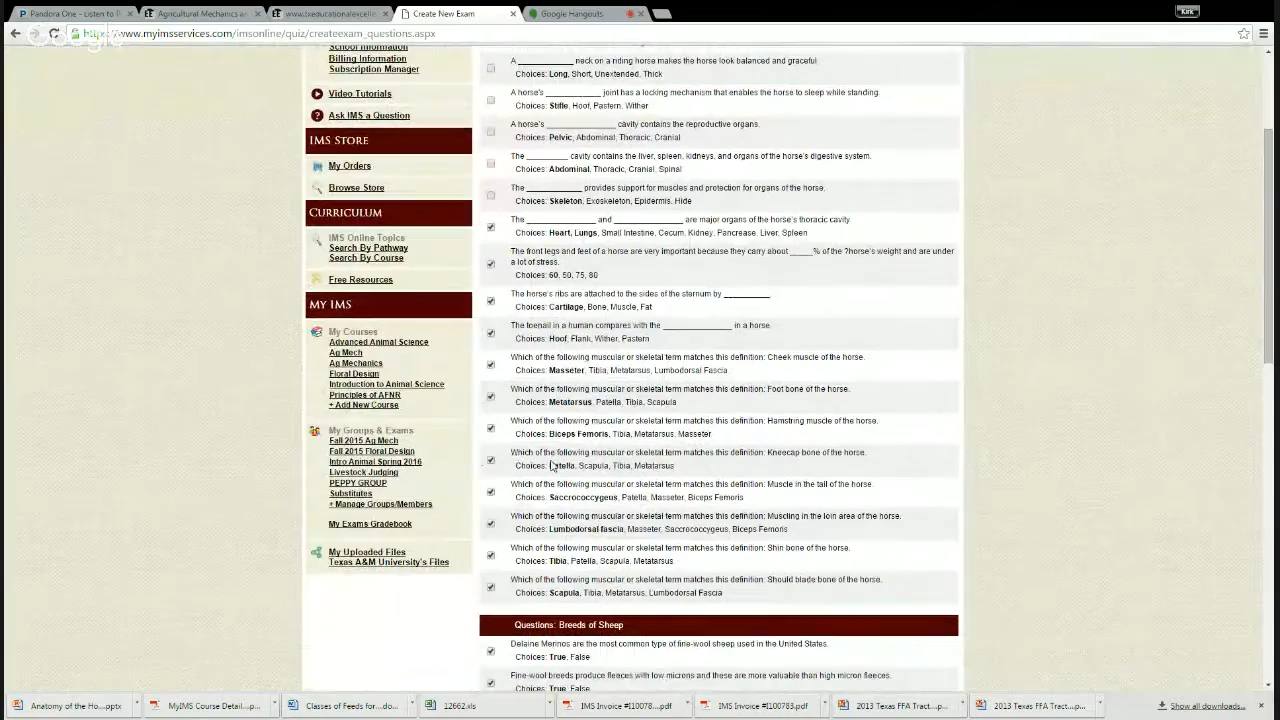 Pandora One - Listen to P
Agricultural Mechanics an
www.txeducationalexcelle
Create New Exam
Google Hangouts
Kirk
Google
https://www.myimsservices.com/imsonline/quiz/createexam_questions.aspx
School Information
Billing Information
Subscription Manager
Video Tutorials
Ask IMS a Question
IMS Store
My Orders
Browse Store
Curriculum
IMS Online Topics
Search By Pathway
Search By Course
Free Resources
My IMS
My Courses
Advanced Animal Science
Ag Mech
Ag Mechanics
Floral Design
Introduction to Animal Science
Principles of AFNR
+ Add New Course
My Groups & Exams
Fall 2015 Ag Mech
Fall 2015 Floral Design
Intro Animal Spring 2016
Livestock Judging
PEPPY GROUP
Substitutes
+ Manage Groups/Members
My Exams Gradebook
My Uploaded Files
Texas A&M University's Files
A ____________ neck on a riding horse makes the horse look balanced and graceful
Choices: Long, Short, Unextended, Thick
A horse's ____________ joint has a locking mechanism that enables the horse to sleep while standing.
Choices: Stifle, Hoof, Pastern, Wither
A horse's _______________ cavity contains the reproductive organs.
Choices: Pelvic, Abdominal, Thoracic, Cranial
The _________ cavity contains the liver, spleen, kidneys, and organs of the horse's digestive system.
Choices: Abdominal, Thoracic, Cranial, Spinal
The ____________ provides support for muscles and protection for organs of the horse.
Choices: Skeleton, Exoskeleton, Epidermis, Hide
The _______________ and _______________ are major organs of the horse's thoracic cavity.
Choices: Heart, Lungs, Small Intestine, Cecum, Kidney, Pancreas, Liver, Spleen
The front legs and feet of a horse are very important because they carry about _____% of the ?horse's weight and are under
a lot of stress.
Choices: 60, 50, 75, 80
The horse's ribs are attached to the sides of the sternum by __________.
Choices: Cartilage, Bone, Muscle, Fat
The toenail in a human compares with the _______________ in a horse.
Choices: Hoof, Flank, Wither, Pastern
Which of the following muscular or skeletal term matches this definition: Cheek muscle of the horse.
Choices: Masseter, Tibia, Metatarsus, Lumbodorsal Fascia
Which of the following muscular or skeletal term matches this definition: Foot bone of the horse.
Choices: Metatarsus, Patella, Tibia, Scapula
Which of the following muscular or skeletal term matches this definition: Hamstring muscle of the horse.
Choices: Biceps Femoris, Tibia, Metatarsus, Masseter
Which of the following muscular or skeletal term matches this definition: Kneecap bone of the horse.
Choices: Patella, Scapula, Tibia, Metatarsus
Which of the following muscular or skeletal term matches this definition: Muscle in the tail of the horse.
Choices: Saccrococcygeus, Patella, Masseter, Biceps Femoris
Which of the following muscular or skeletal term matches this definition: Muscling in the loin area of the horse.
Choices: Lumbodorsal fascia, Masseter, Saccrococcygeus, Biceps Femoris
Which of the following muscular or skeletal term matches this definition: Shin bone of the horse.
Choices: Tibia, Patella, Scapula, Metatarsus
Which of the following muscular or skeletal term matches this definition: Should blade bone of the horse.
Choices: Scapula, Tibia, Metatarsus, Lumbodorsal Fascia
Questions: Breeds of Sheep
Delaine Merinos are the most common type of fine-wool sheep used in the United States.
Choices: True, False
Fine-wool breeds produce fleeces with low microns and these are more valuable than high micron fleeces.
Choices: True, False
Anatomy of the Ho....pptx
MyIMS Course Detail...p...
Classes of Feeds for...do...
12662.xls
IMS Invoice #I10078...pdf
IMS Invoice #I100783.pdf
2013 Texas FFA Tract...p...
2013 Texas FFA Tract...p...
Show all downloads...